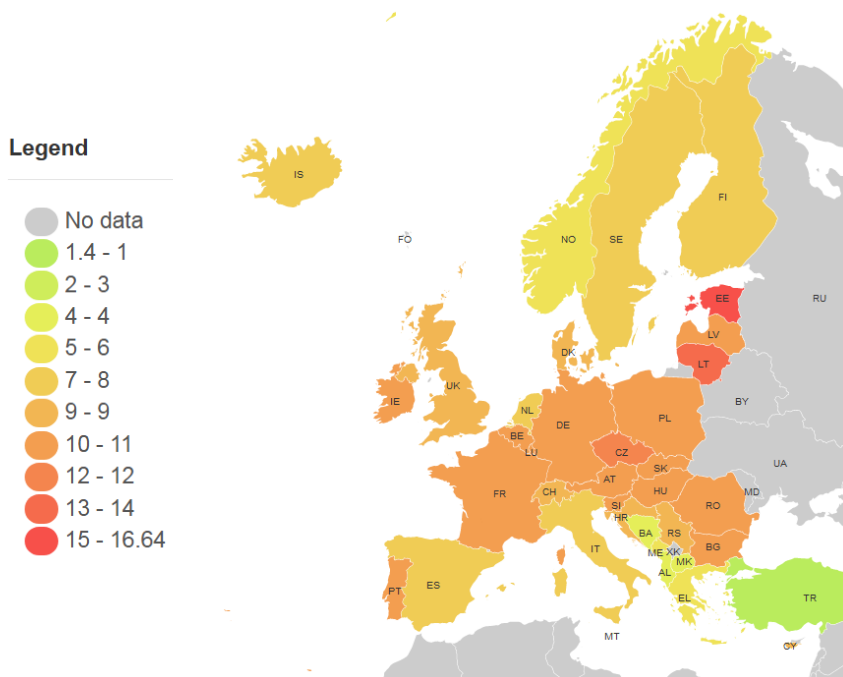 Legend
No data
1.4 - 1
2 - 3
4 - 4
5 - 6
7 - 8
9 - 9
10 - 11
12 - 12
13 - 14
15 - 16.64
IS
FO
NO
SE
FI
RU
EE
LV
LT
DK
BY
IE
UK
NL
DE
PL
BE
LU
CZ
UA
SK
AT
FR
CH
HU
MD
SI
HR
RO
BA
RS
IT
ME
XK
BG
MK
AL
PT
ES
EL
TR
MT
CY